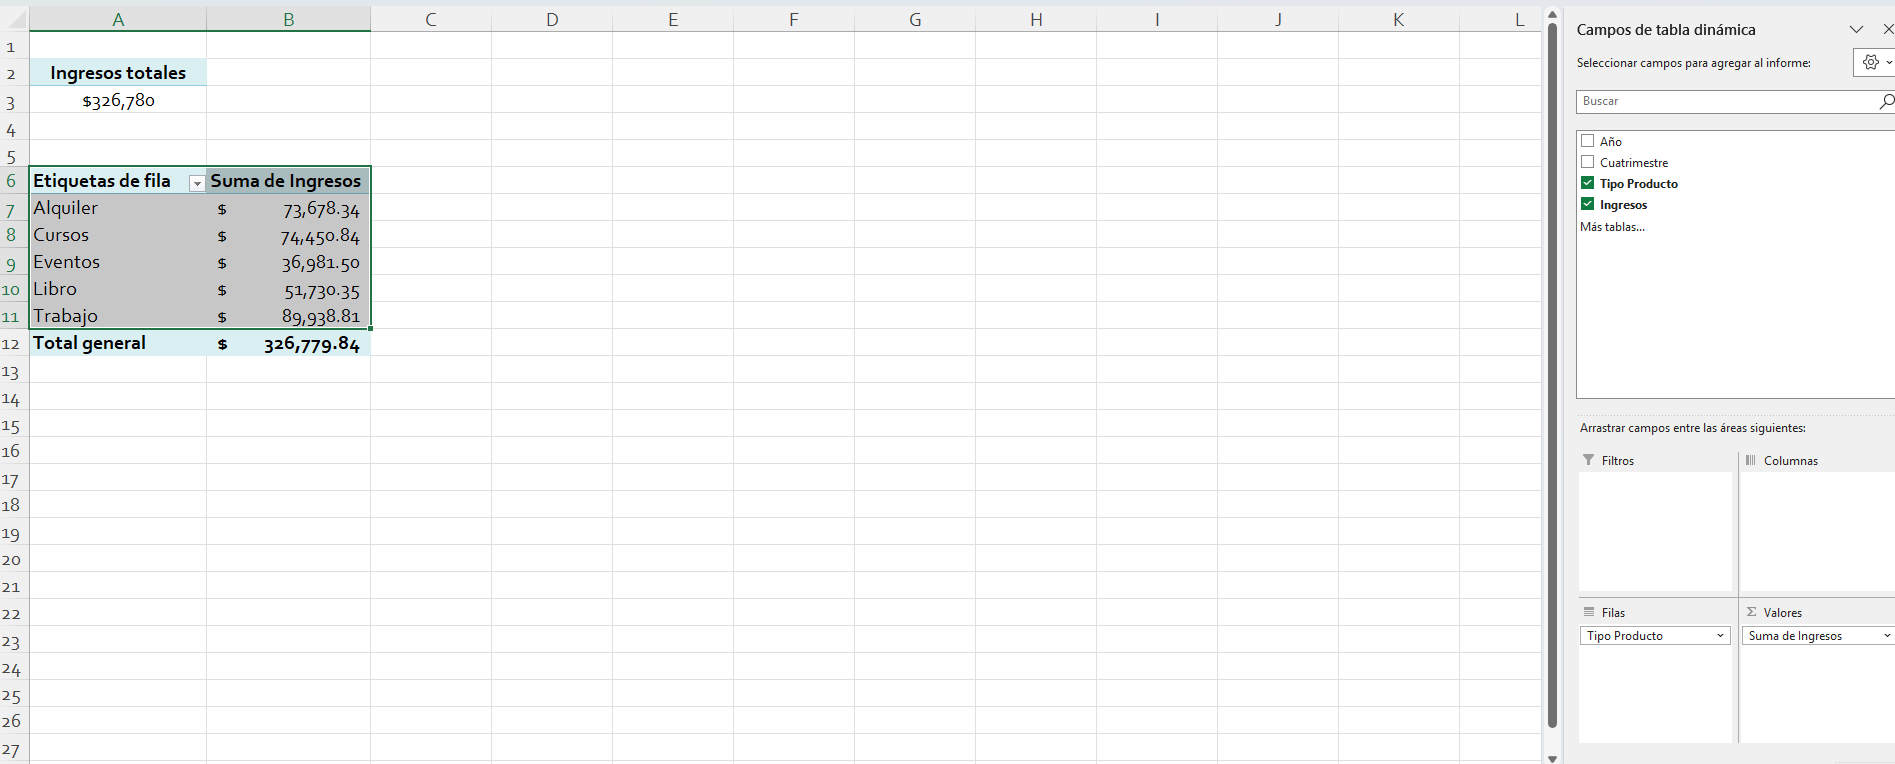 A B C D E F G H I J K L
1
2 Ingresos totales
3 $326,780
4
5
6 Etiquetas de fila Suma de Ingresos
7 Alquiler $ 73,678.34
8 Cursos $ 74,450.84
9 Eventos $ 36,981.50
10 Libro $ 51,730.35
11 Trabajo $ 89,938.81
12 Total general $ 326,779.84
13
14
15
16
17
18
19
20
21
22
23
24
25
26
27
Campos de tabla dinámica
Seleccionar campos para agregar al informe:
Buscar
Año
Cuatrimestre
Tipo Producto
Ingresos
Más tablas...
Arrastrar campos entre las áreas siguientes:
Filtros
Columnas
Filas
Tipo Producto
Σ Valores
Suma de Ingresos